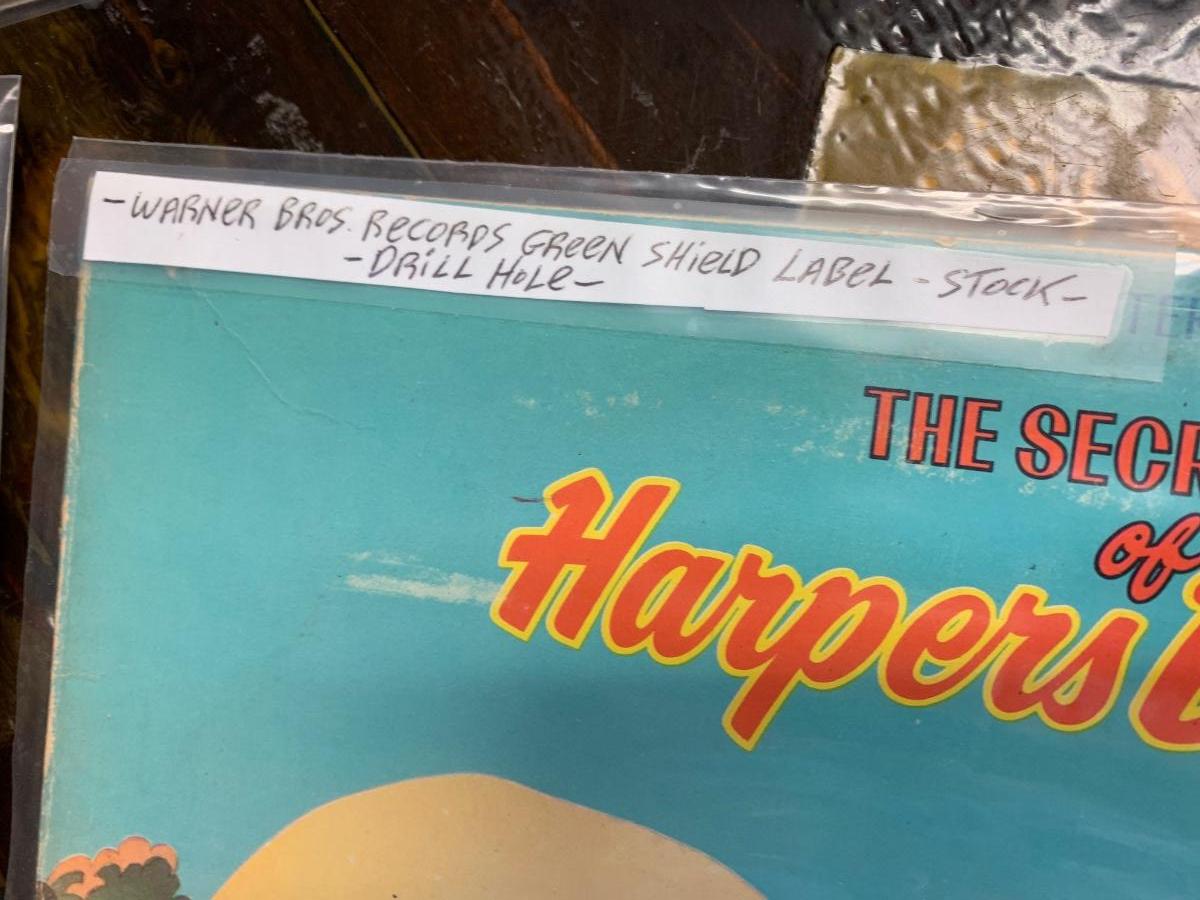 -WARNER BROS. RECORDS GREEN SHIELD LABEL - STOCK-
-DRILL HOLE-
THE SECR
of
Harpers